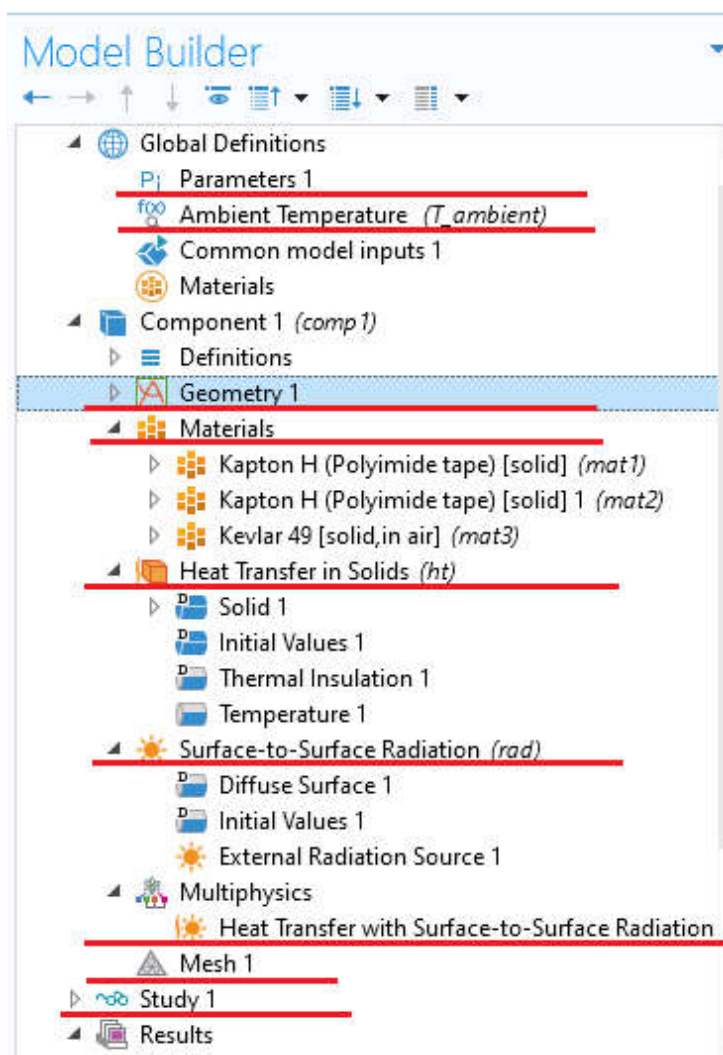 Model Builder
Global Definitions
Pi Parameters 1
f(x) Ambient Temperature (T_ambient)
Common model inputs 1
Materials
Component 1 (comp1)
Definitions
Geometry 1
Materials
Kapton H (Polyimide tape) [solid] (mat1)
Kapton H (Polyimide tape) [solid] 1 (mat2)
Kevlar 49 [solid,in air] (mat3)
Heat Transfer in Solids (ht)
D Solid 1
D Initial Values 1
D Thermal Insulation 1
Temperature 1
Surface-to-Surface Radiation (rad)
D Diffuse Surface 1
D Initial Values 1
External Radiation Source 1
Multiphysics
Heat Transfer with Surface-to-Surface Radiation
Mesh 1
Study 1
Results